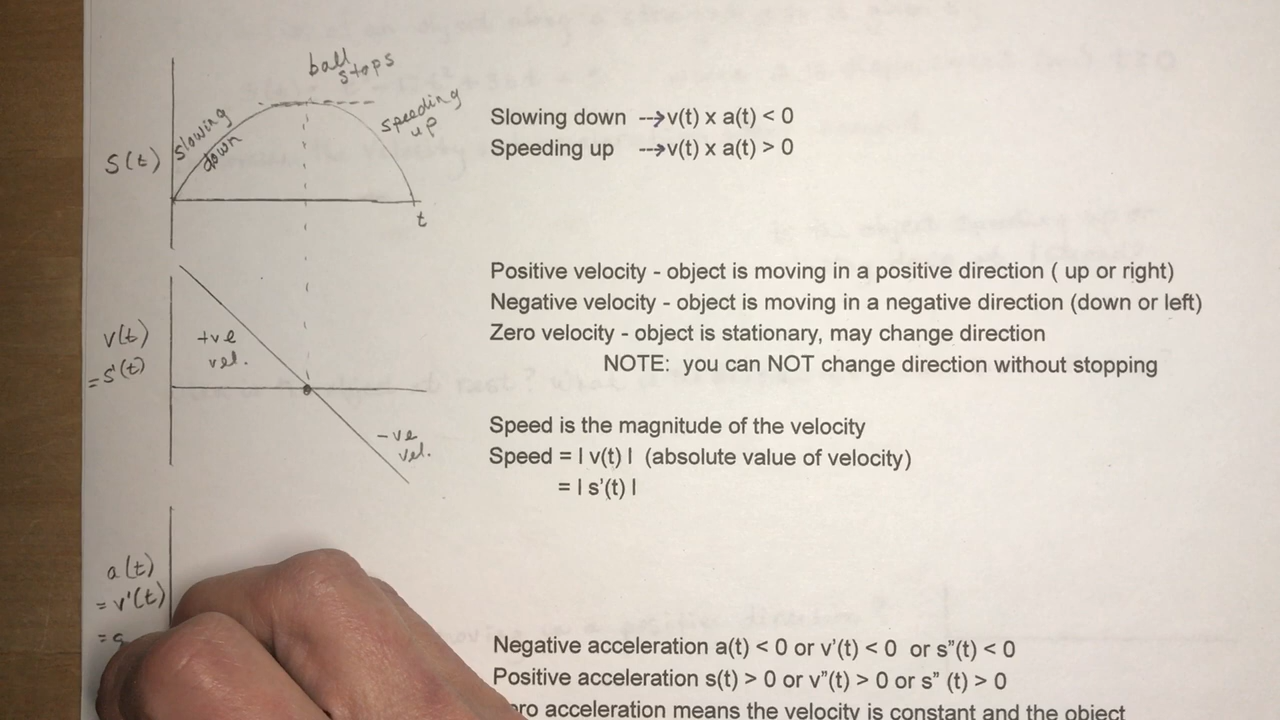 ball
stops
slowing
down
speeding
up
s(t)
t
Slowing down --→v(t) x a(t) < 0
Speeding up --→v(t) x a(t) > 0
Positive velocity - object is moving in a positive direction ( up or right)
Negative velocity - object is moving in a negative direction (down or left)
Zero velocity - object is stationary, may change direction
NOTE: you can NOT change direction without stopping
v(t)
=s'(t)
+ve
vel.
-ve
vel.
Speed is the magnitude of the velocity
Speed = l v(t) l (absolute value of velocity)
= l s'(t) l
a(t)
= v'(t)
=
Negative acceleration a(t) < 0 or v'(t) < 0 or s"(t) < 0
Positive acceleration s(t) > 0 or v"(t) > 0 or s" (t) > 0
acceleration means the velocity is constant and the object